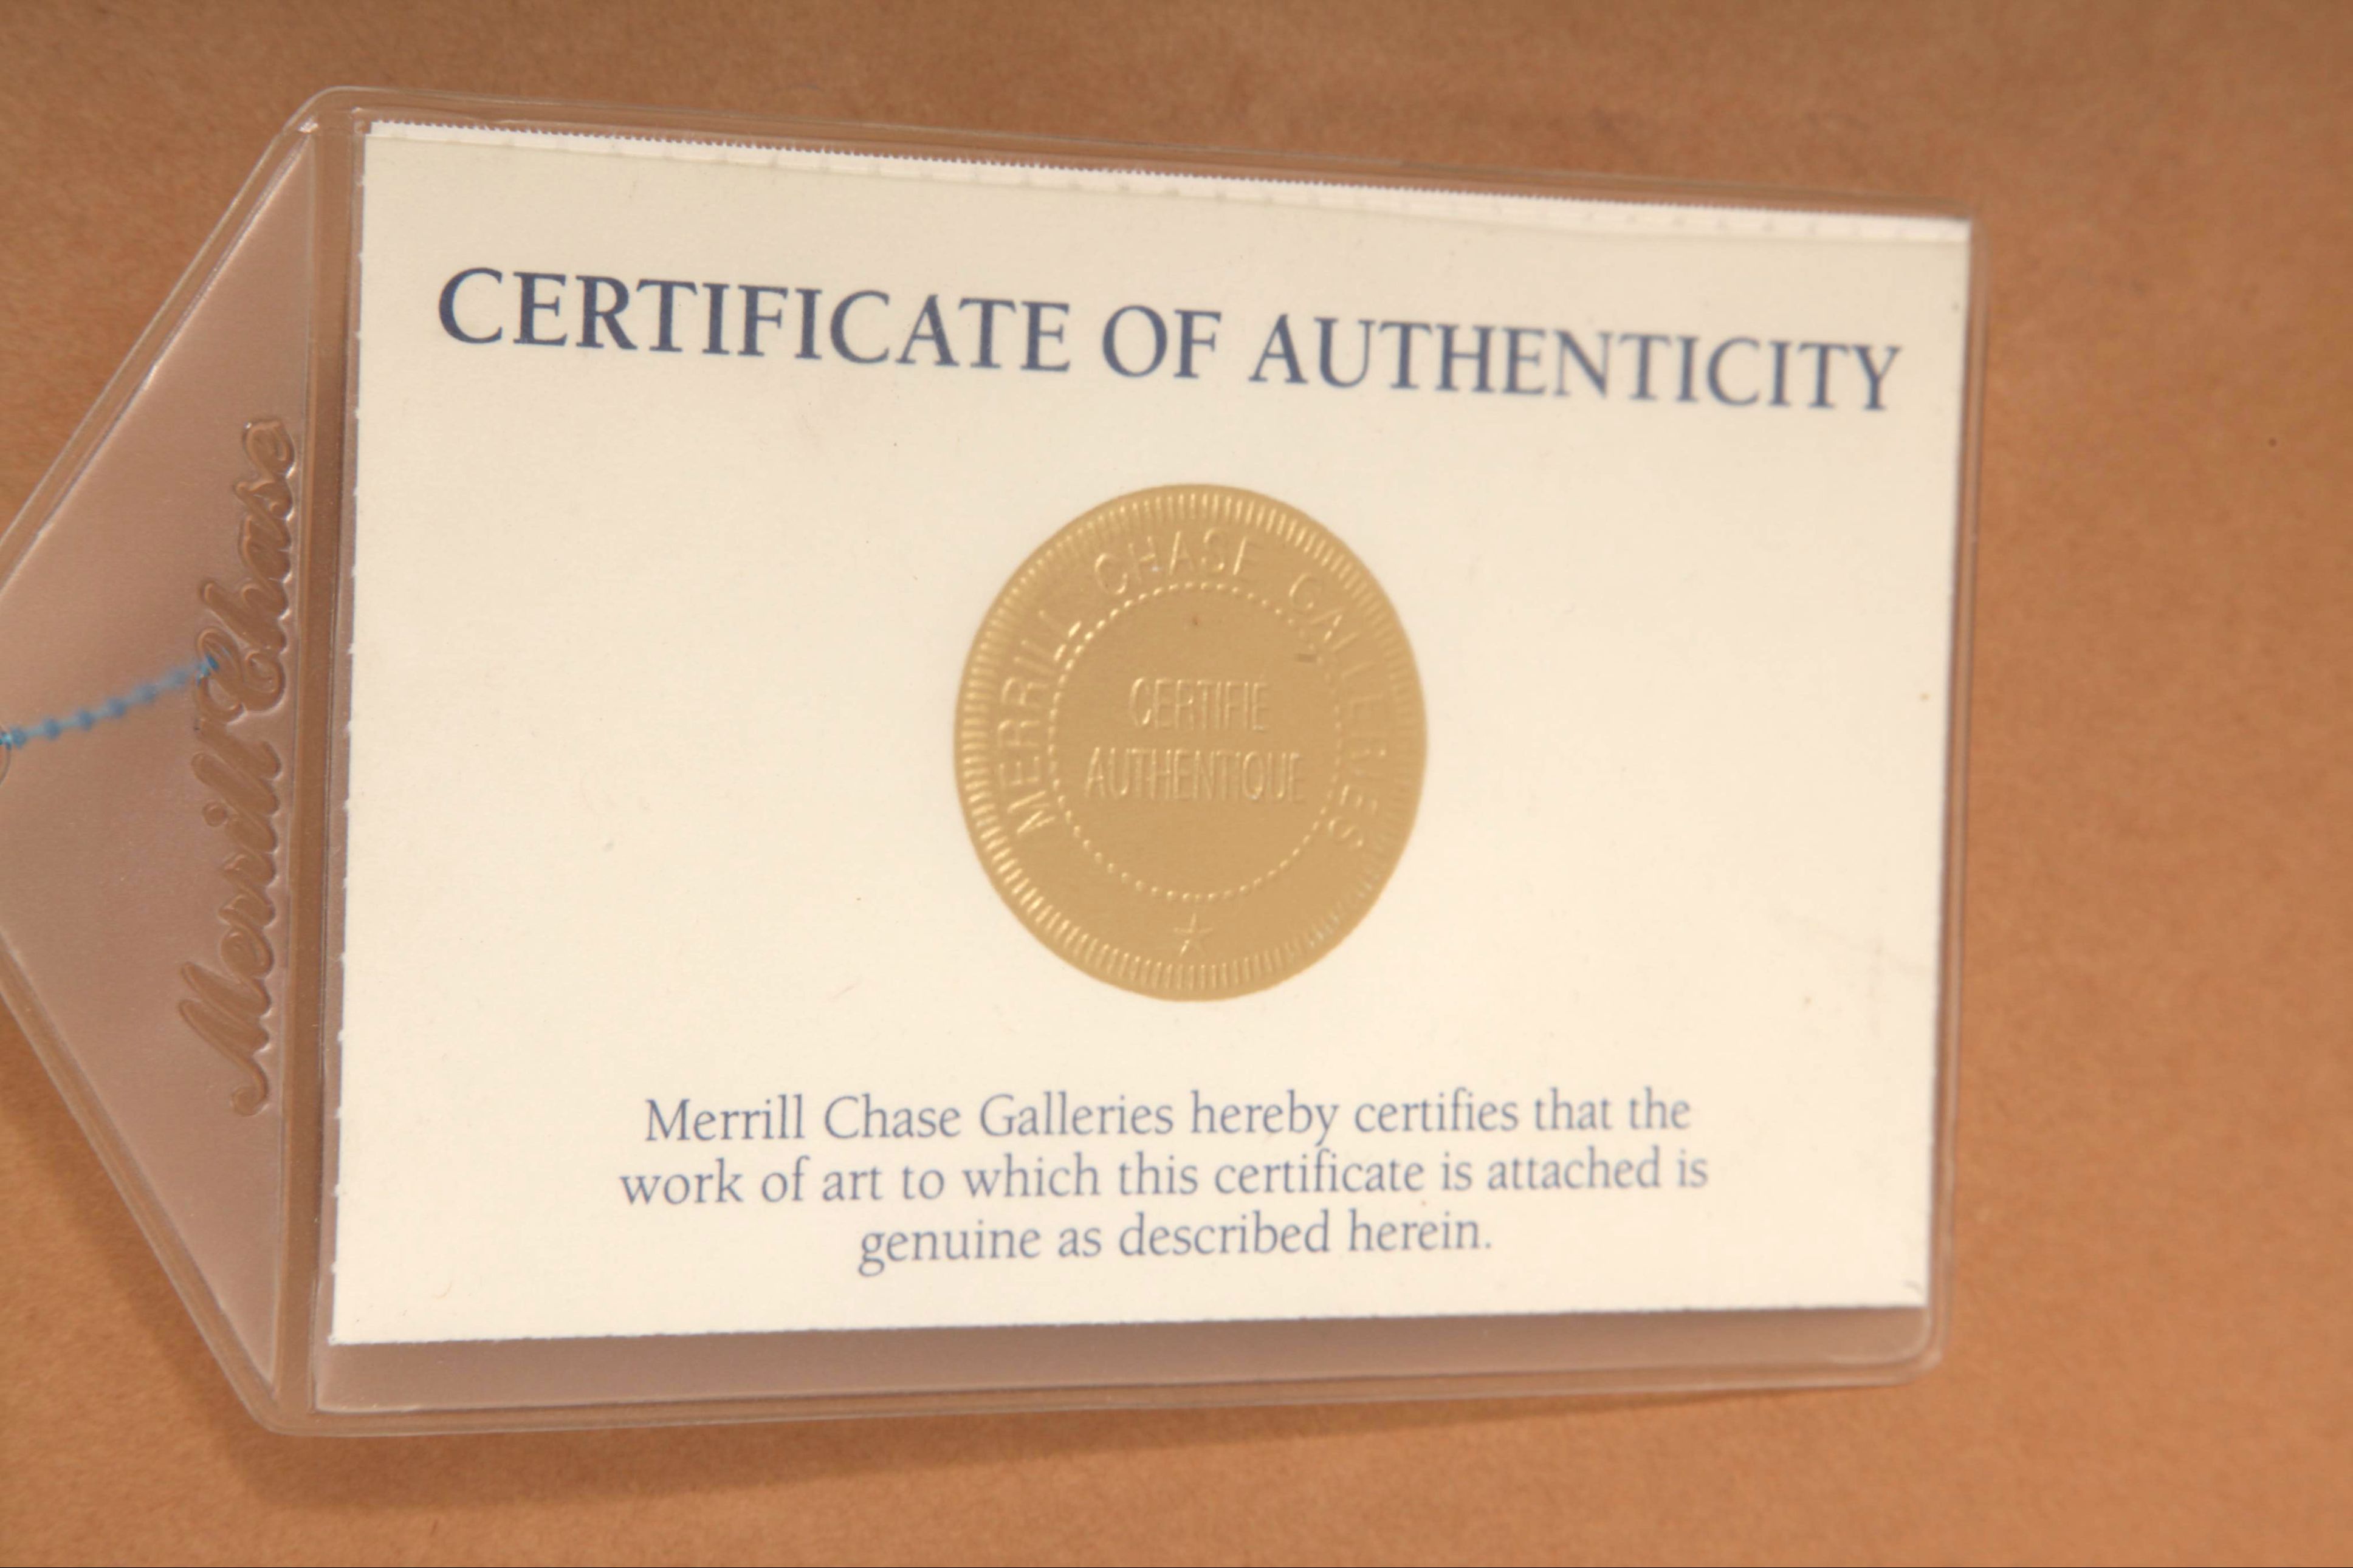 CERTIFICATE OF AUTHENTICITY
Merrill Chase
MERRILL CHASE GALLERIES
CERTIFIÉ
AUTHENTIQUE
Merrill Chase Galleries hereby certifies that the
work of art to which this certificate is attached is
genuine as described herein.